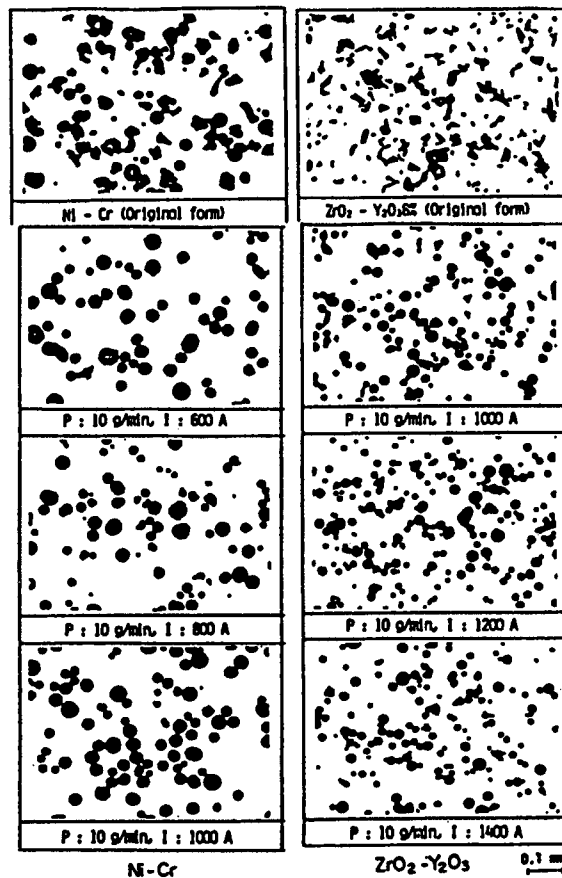 Ni - Cr (Original form)
ZrO₂ - Y₂O₃8% (Original form)
P : 10 g/min, I : 600 A
P : 10 g/min, I : 1000 A
P : 10 g/min, I : 800 A
P : 10 g/min, I : 1200 A
P : 10 g/min, I : 1000 A
P : 10 g/min, I : 1400 A
Ni-Cr
ZrO₂-Y₂O₃